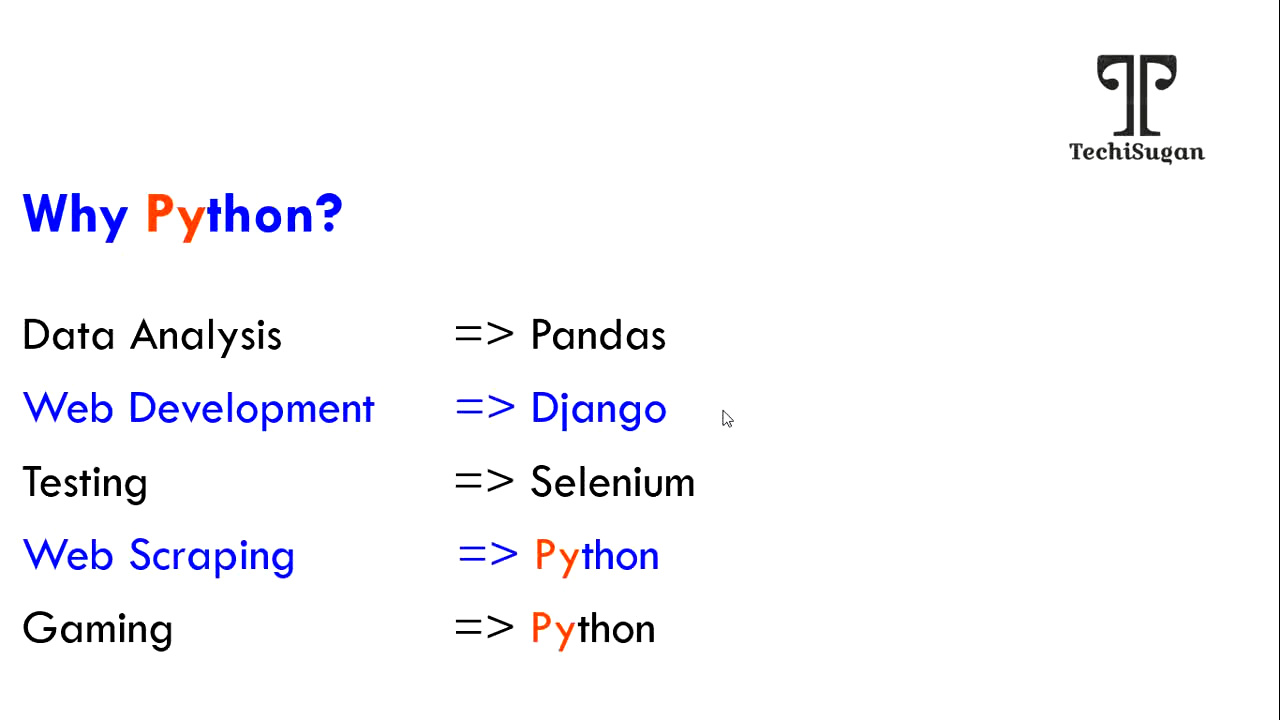 TechiSugan
Why Python?
Data Analysis => Pandas
Web Development => Django
Testing => Selenium
Web Scraping => Python
Gaming => Python